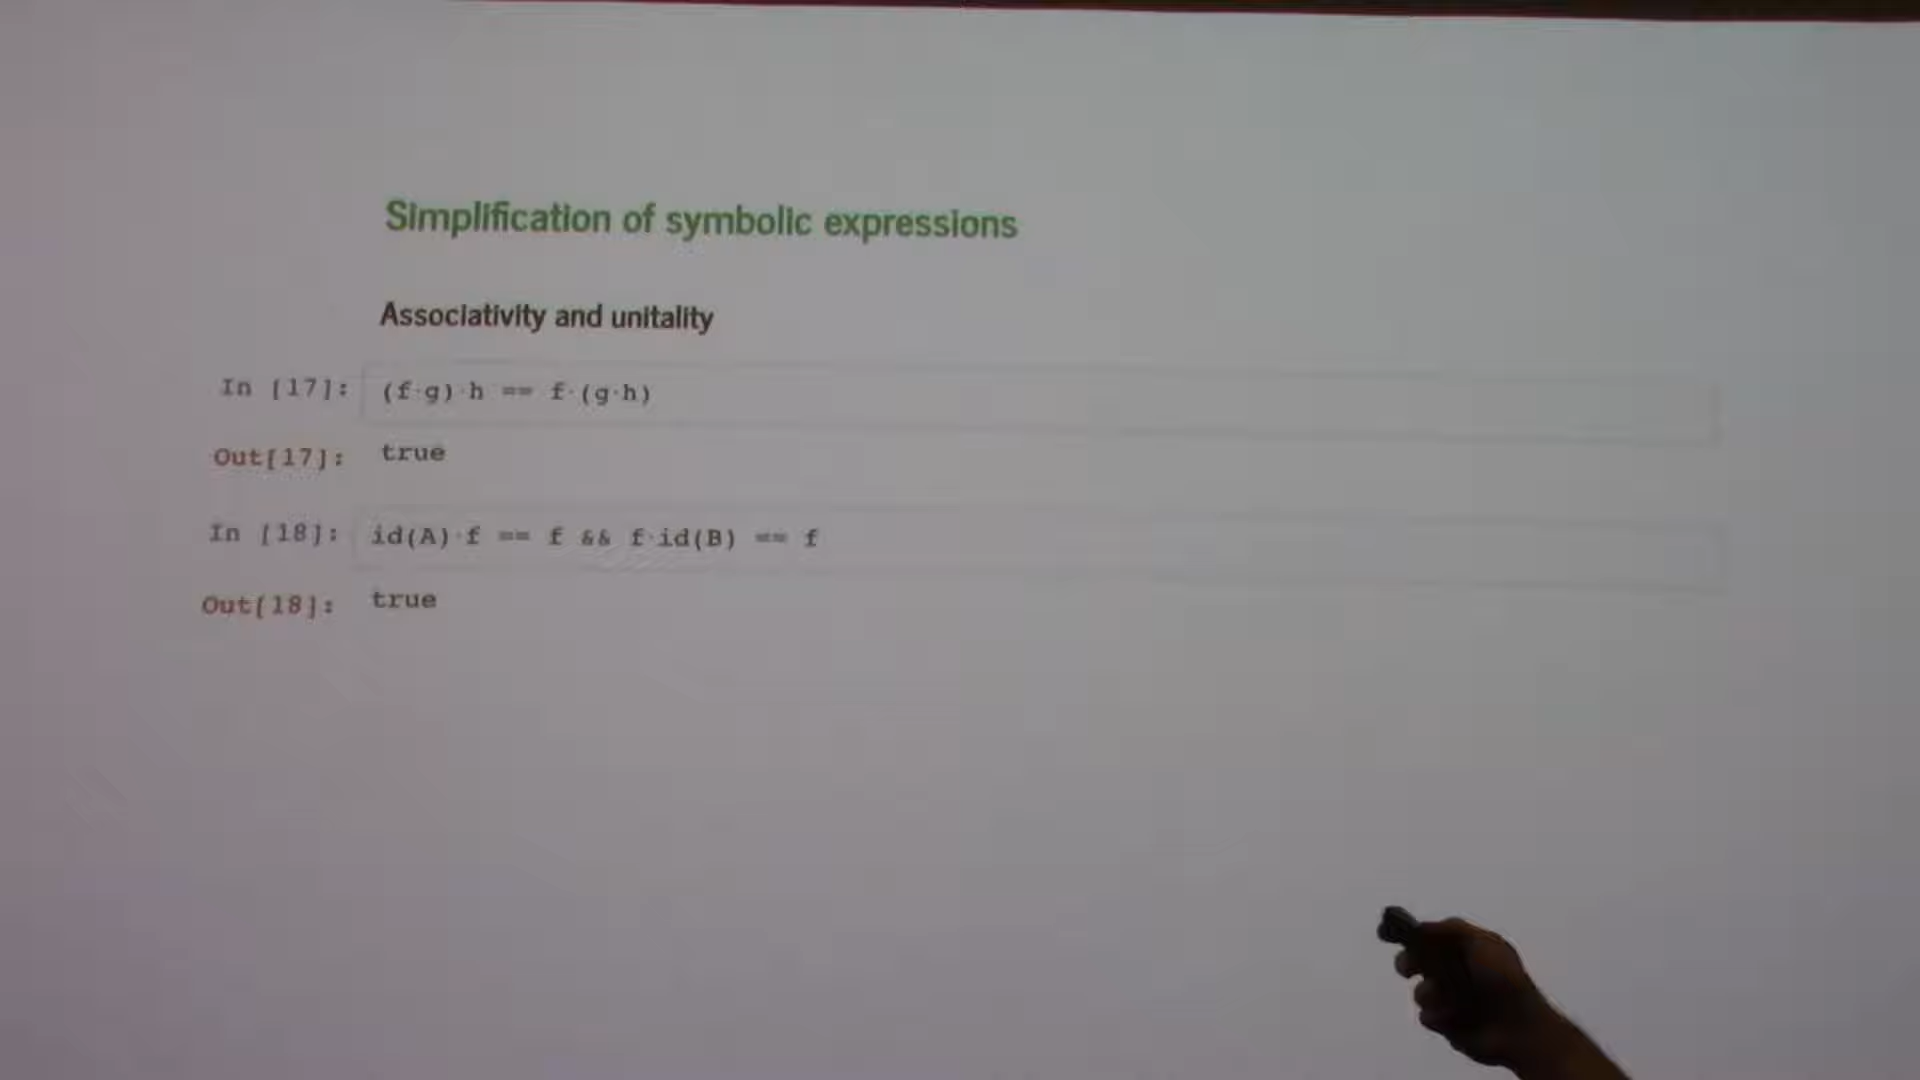 Simplification of symbolic expressions
Associativity and unitality
In [17]: (f·g)·h == f·(g·h)
Out[17]: true
In [18]: id(A)·f == f && f·id(B) == f
Out[18]: true